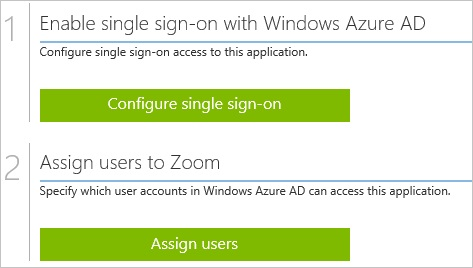 1
Enable single sign-on with Windows Azure AD
Configure single sign-on access to this application.
Configure single sign-on
2
Assign users to Zoom
Specify which user accounts in Windows Azure AD can access this application.
Assign users